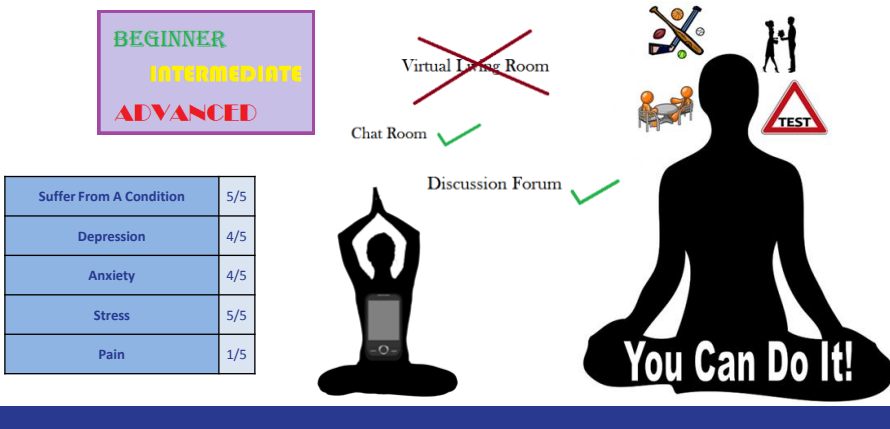 BEGINNER
INTERMEDIATE
ADVANCED
Virtual Living Room
Chat Room
Discussion Forum
TEST
Suffer From A Condition 5/5
Depression 4/5
Anxiety 4/5
Stress 5/5
Pain 1/5
You Can Do It!